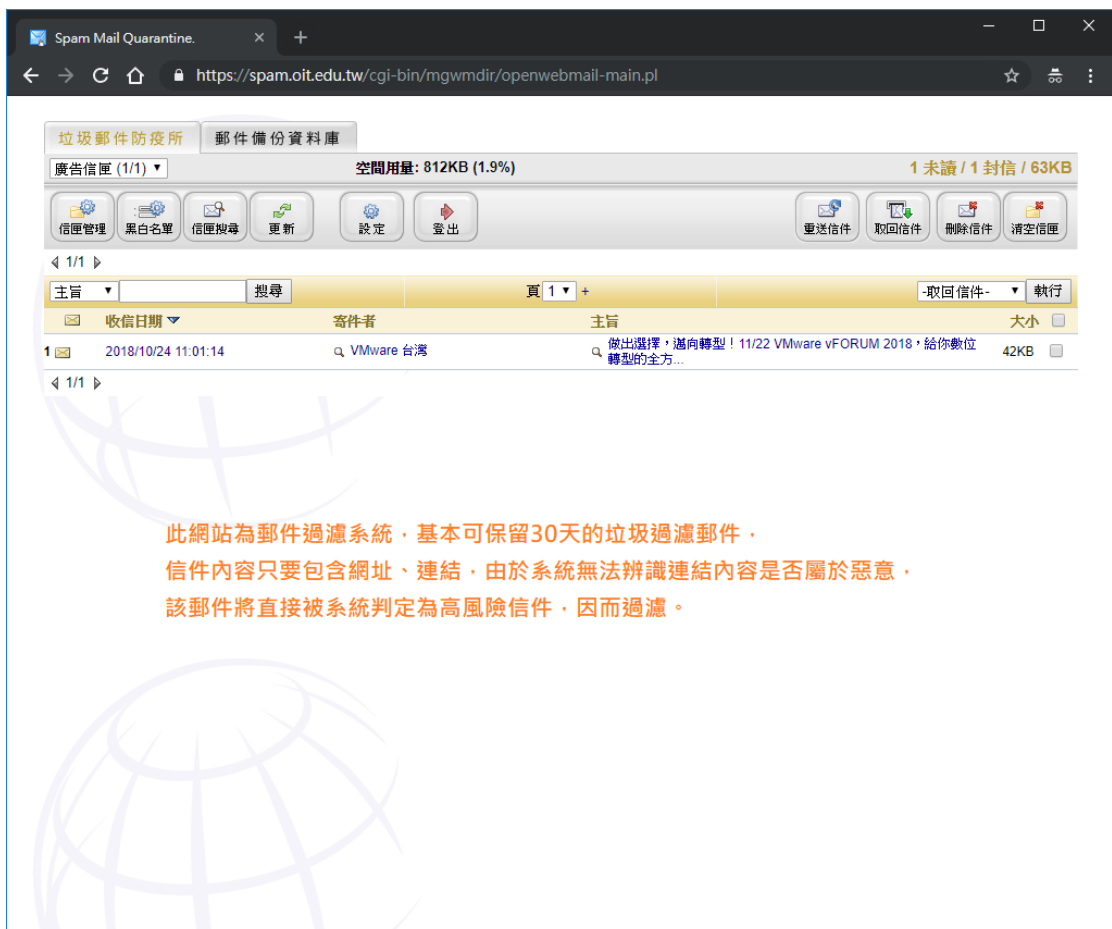 Spam Mail Quarantine.
https://spam.oit.edu.tw/cgi-bin/mgwmdir/openwebmail-main.pl
垃圾郵件防疫所 郵件備份資料庫
廣告信匣 (1/1) 空間用量: 812KB (1.9%) 1 未讀 / 1 封信 / 63KB
信匣管理 黑白名單 信匣搜尋 更新 設定 登出 重送信件 取回信件 刪除信件 清空信匣
1/1
主旨 搜尋 頁 1 + -取回信件- 執行
收信日期 寄件者 主旨 大小
1 2018/10/24 11:01:14 VMware 台灣 做出選擇，邁向轉型！11/22 VMware vFORUM 2018，給你數位
轉型的全方... 42KB
1/1
此網站為郵件過濾系統，基本可保留30天的垃圾過濾郵件，
信件內容只要包含網址、連結，由於系統無法辨識連結內容是否屬於惡意，
該郵件將直接被系統判定為高風險信件，因而過濾。